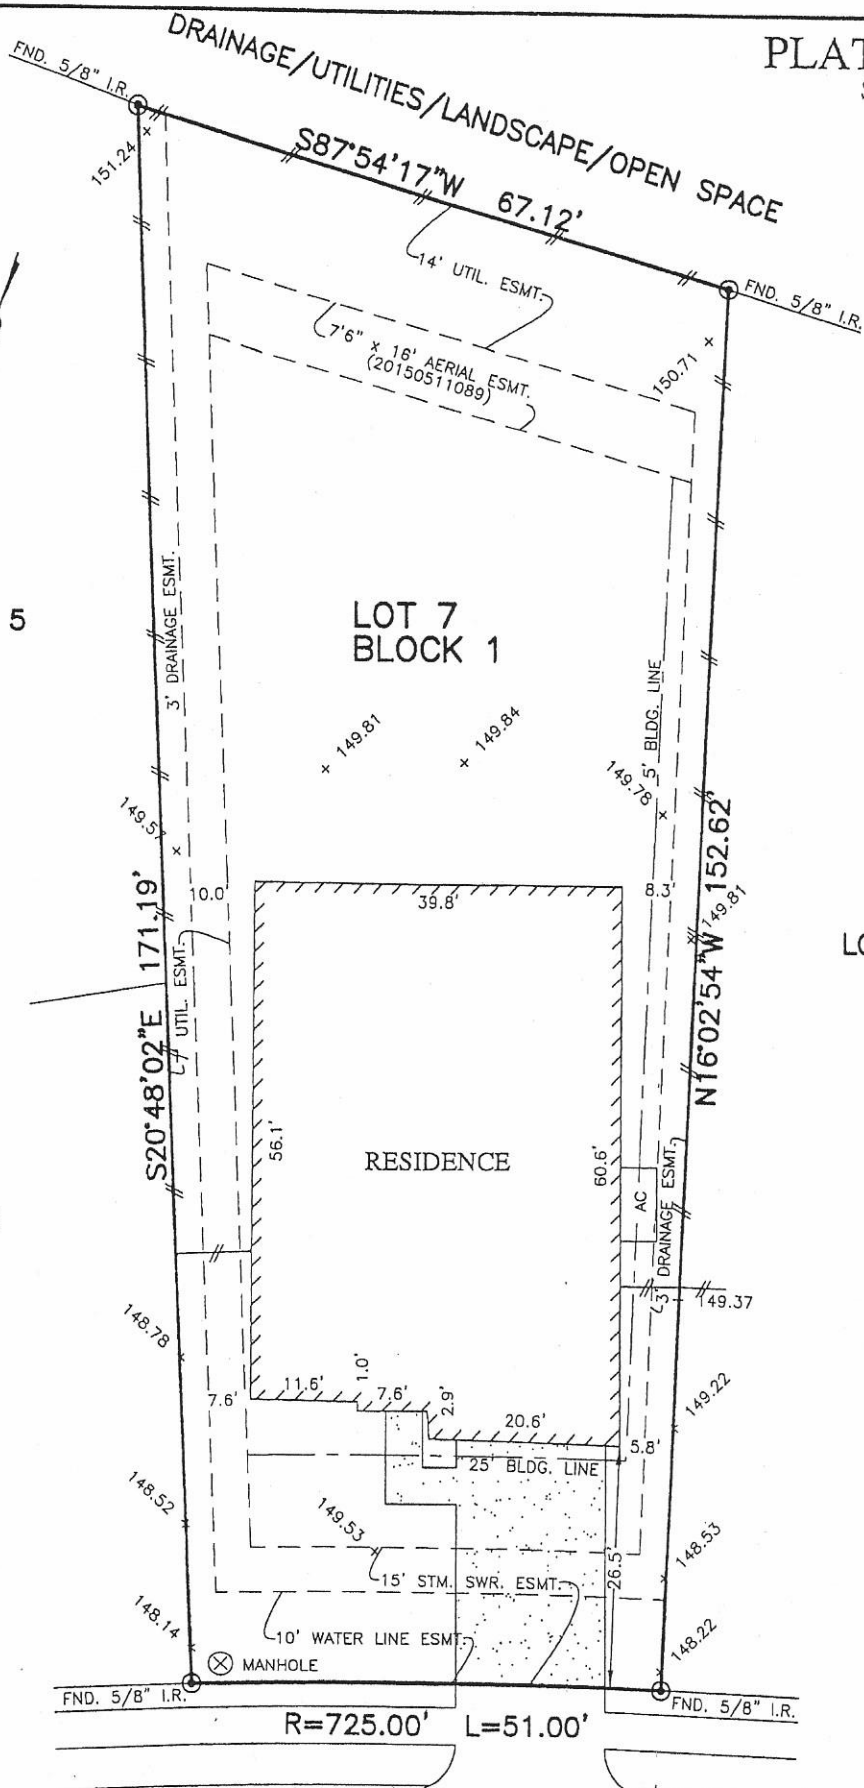 PLAT
DRAINAGE/UTILITIES/LANDSCAPE/OPEN SPACE
FND. 5/8" I.R.
S87°54'17"W 67.12'
151.24
14' UTIL. ESMT.
FND. 5/8" I.R.
7'6" x 16' AERIAL ESMT.
(20150511089)
150.71
3' DRAINAGE ESMT.
5
LOT 7
BLOCK 1
5' BLDG. LINE
149.81
149.84
149.78
149.57
10.0'
39.8'
8.3'
149.81
S20°48'02"E 171.19'
7' UTIL. ESMT.
N16°02'54"W 152.62'
56.1'
RESIDENCE
60.6'
AC
3' DRAINAGE ESMT.
149.37
148.78
11.6'
1.0'
7.6'
7.6'
2.9'
20.6'
5.8'
149.22
25' BLDG. LINE
148.52
149.53
148.53
15' STM. SWR. ESMT.
26.5'
148.14
10' WATER LINE ESMT.
MANHOLE
148.22
FND. 5/8" I.R.
FND. 5/8" I.R.
R=725.00' L=51.00'